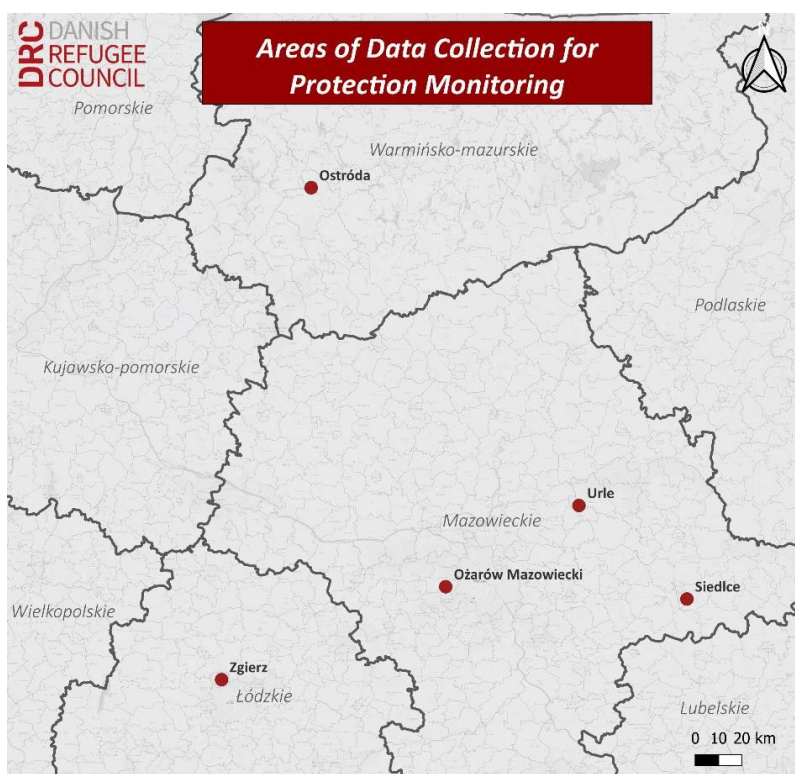 DRC DANISH
REFUGEE
COUNCIL
Areas of Data Collection for
Protection Monitoring
N
Pomorskie
Warmińsko-mazurskie
Ostróda
Podlaskie
Kujawsko-pomorskie
Urle
Mazowieckie
Ożarów Mazowiecki
Siedlce
Wielkopolskie
Zgierz
Łódzkie
Lubelskie
0 10 20 km